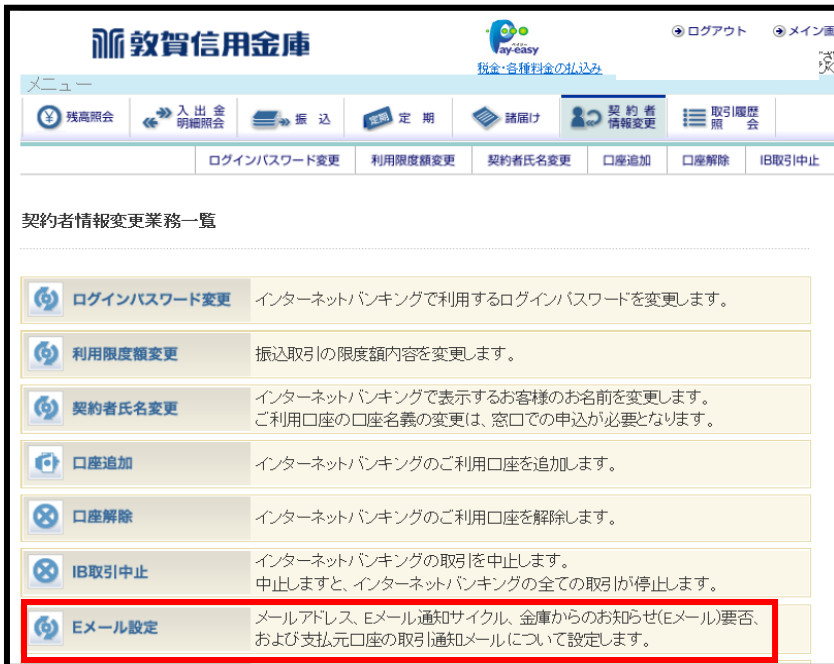 敦賀信用金庫
Pay-easy
ペイジー
税金・各種料金の払込み
ログアウト
メイン画
メニュー
残高照会
入出金
明細照会
振込
定期
定期
諸届け
契約者
情報変更
取引履歴
照会
ログインパスワード変更 利用限度額変更 契約者氏名変更 口座追加 口座解除 IB取引中止
契約者情報変更業務一覧
ログインパスワード変更 インターネットバンキングで利用するログインパスワードを変更します。
利用限度額変更 振込取引の限度額内容を変更します。
契約者氏名変更 インターネットバンキングで表示するお客様のお名前を変更します。
ご利用口座の口座名義の変更は、窓口での申込が必要となります。
口座追加 インターネットバンキングのご利用口座を追加します。
口座解除 インターネットバンキングのご利用口座を解除します。
IB取引中止 インターネットバンキングの取引を中止します。
中止しますと、インターネットバンキングの全ての取引が停止します。
Eメール設定 メールアドレス、Eメール通知サイクル、金庫からのお知らせ(Eメール)要否、
および支払元口座の取引通知メールについて設定します。